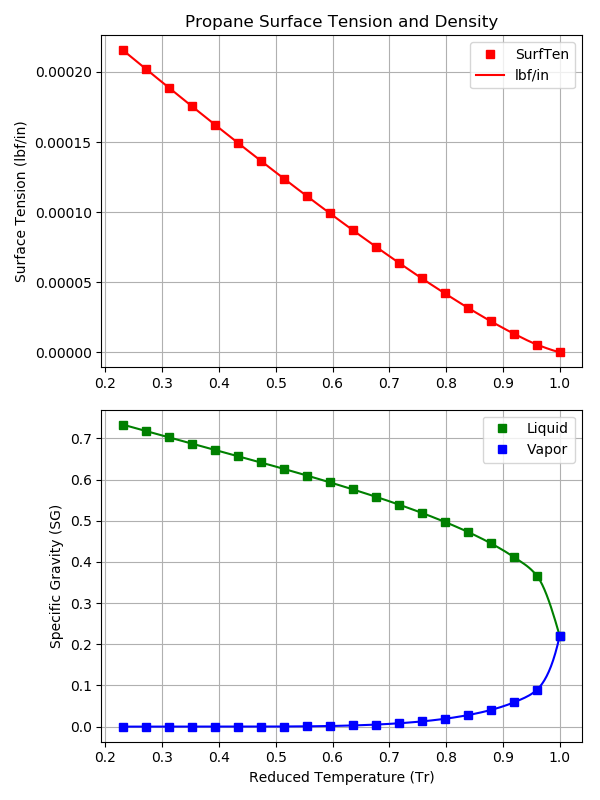 Propane Surface Tension and Density
SurfTen
lbf/in
Surface Tension (lbf/in)
0.00020
0.00015
0.00010
0.00005
0.00000
0.2 0.3 0.4 0.5 0.6 0.7 0.8 0.9 1.0
Liquid
Vapor
Specific Gravity (SG)
0.7
0.6
0.5
0.4
0.3
0.2
0.1
0.0
0.2 0.3 0.4 0.5 0.6 0.7 0.8 0.9 1.0
Reduced Temperature (Tr)